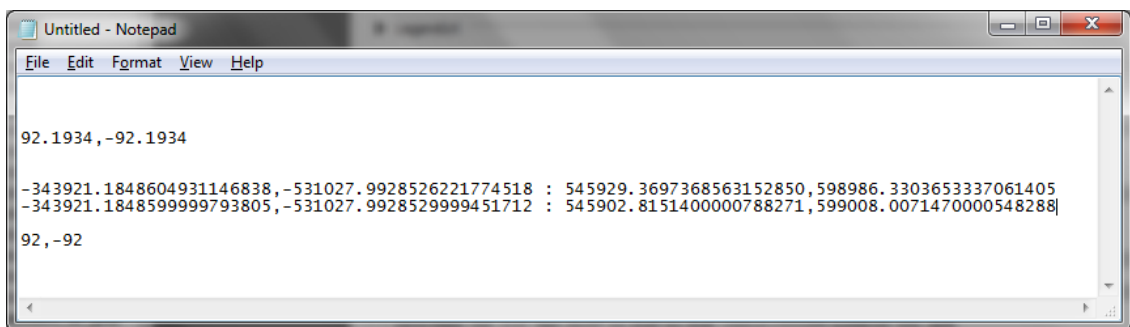 Untitled - Notepad
File Edit Format View Help
92.1934,-92.1934
-343921.1848604931146838,-531027.9928526221774518 : 545929.3697368563152850,598986.3303653337061405
-343921.1848599999793805,-531027.9928529999451712 : 545902.8151400000788271,599008.0071470000548288
92,-92